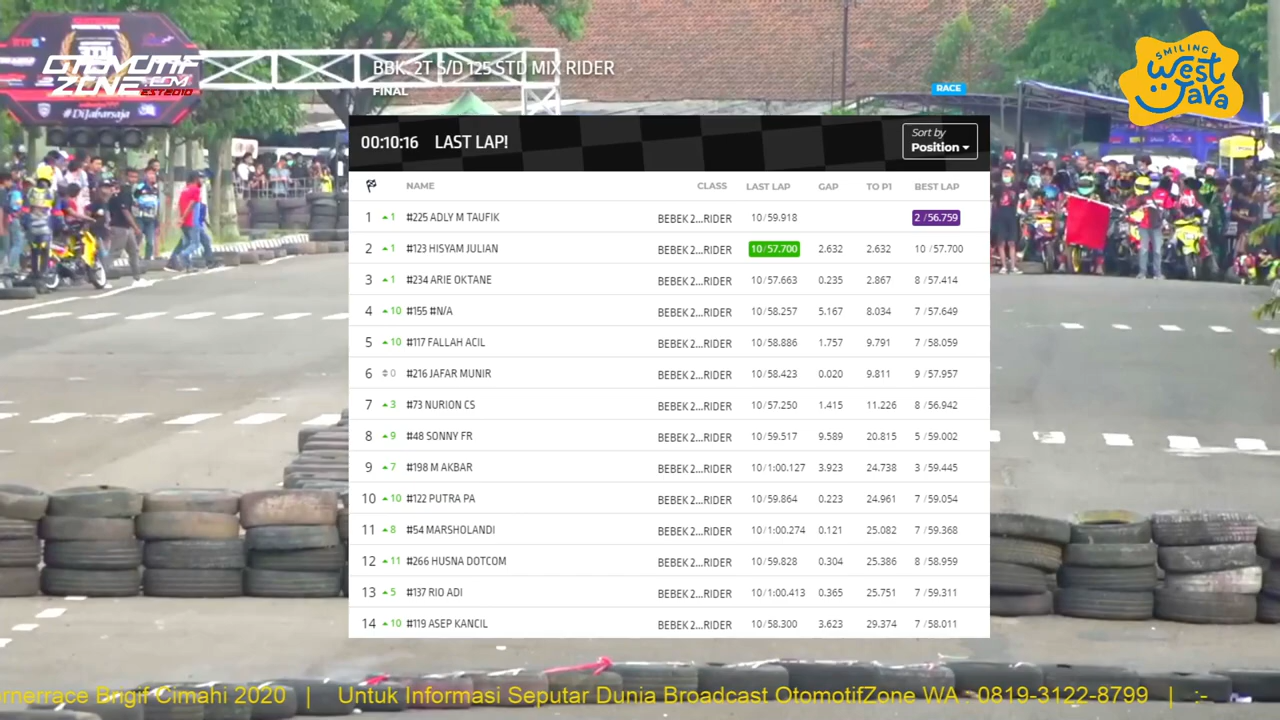 OTOMOTIF
ZONE.COM
EST 2010
#DiJabarsaja
BBK. 2T S/D 125 STD MIX RIDER
FINAL
RACE
SMILING
West
Java
00:10:16 LAST LAP!
Sort by
Position
NAME CLASS LAST LAP GAP TO P1 BEST LAP
1 1 #225 ADLY M TAUFIK BEBEK 2...RIDER 10/59.918 2/56.759
2 1 #123 HISYAM JULIAN BEBEK 2...RIDER 10/57.700 2.632 2.632 10/57.700
3 1 #234 ARIE OKTANE BEBEK 2...RIDER 10/57.663 0.235 2.867 8/57.414
4 10 #155 #N/A BEBEK 2...RIDER 10/58.257 5.167 8.034 7/57.649
5 10 #117 FALLAH ACIL BEBEK 2...RIDER 10/58.886 1.757 9.791 7/58.059
6 0 #216 JAFAR MUNIR BEBEK 2...RIDER 10/58.423 0.020 9.811 9/57.957
7 3 #73 NURION CS BEBEK 2...RIDER 10/57.250 1.415 11.226 8/56.942
8 9 #48 SONNY FR BEBEK 2...RIDER 10/59.517 9.589 20.815 5/59.002
9 7 #198 M AKBAR BEBEK 2...RIDER 10/1:00.127 3.923 24.738 3/59.445
10 10 #122 PUTRA PA BEBEK 2...RIDER 10/59.864 0.223 24.961 7/59.054
11 8 #54 MARSHOLANDI BEBEK 2...RIDER 10/1:00.274 0.121 25.082 7/59.368
12 11 #266 HUSNA DOTCOM BEBEK 2...RIDER 10/59.828 0.304 25.386 8/58.959
13 5 #137 RIO ADI BEBEK 2...RIDER 10/1:00.413 0.365 25.751 7/59.311
14 10 #119 ASEP KANCIL BEBEK 2...RIDER 10/58.300 3.623 29.374 7/58.011
rnerrace Brigif Cimahi 2020 | Untuk Informasi Seputar Dunia Broadcast OtomotifZone WA : 0819-3122-8799 | :-